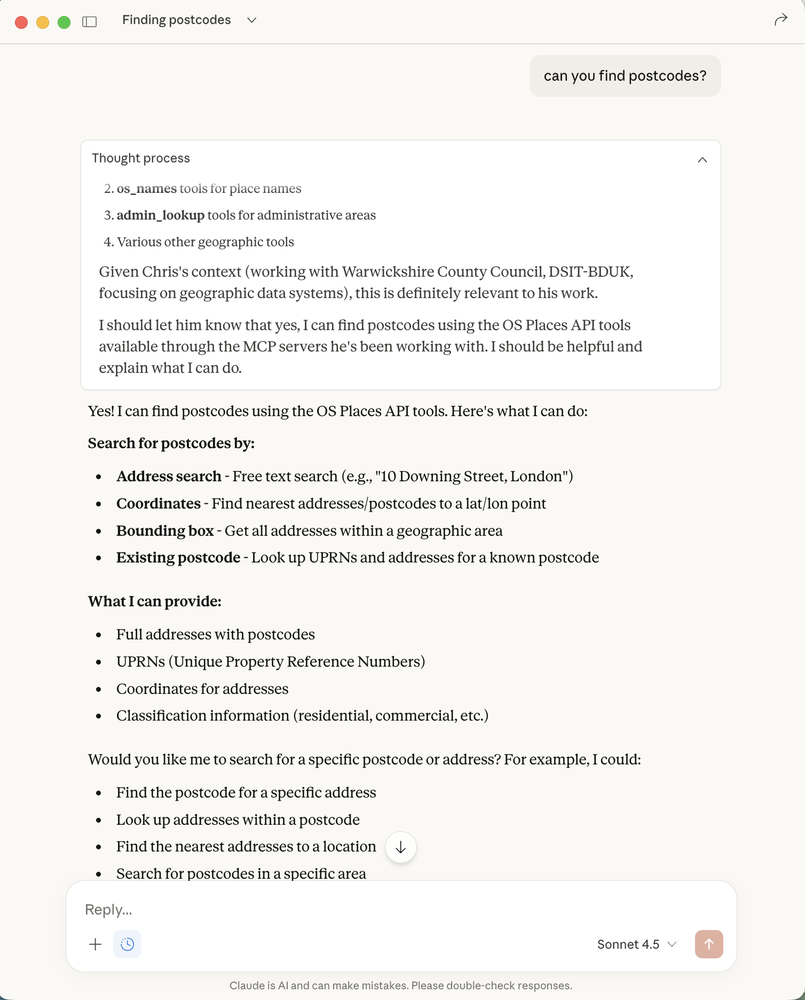 Finding postcodes
can you find postcodes?
Thought process
2. os_names tools for place names
3. admin_lookup tools for administrative areas
4. Various other geographic tools
Given Chris's context (working with Warwickshire County Council, DSIT-BDUK,
focusing on geographic data systems), this is definitely relevant to his work.
I should let him know that yes, I can find postcodes using the OS Places API tools
available through the MCP servers he's been working with. I should be helpful and
explain what I can do.
Yes! I can find postcodes using the OS Places API tools. Here's what I can do:
Search for postcodes by:
• Address search - Free text search (e.g., "10 Downing Street, London")
• Coordinates - Find nearest addresses/postcodes to a lat/lon point
• Bounding box - Get all addresses within a geographic area
• Existing postcode - Look up UPRNs and addresses for a known postcode
What I can provide:
• Full addresses with postcodes
• UPRNs (Unique Property Reference Numbers)
• Coordinates for addresses
• Classification information (residential, commercial, etc.)
Would you like me to search for a specific postcode or address? For example, I could:
• Find the postcode for a specific address
• Look up addresses within a postcode
• Find the nearest addresses to a location
• Search for postcodes in a specific area
Reply...
Sonnet 4.5
Claude is AI and can make mistakes. Please double-check responses.